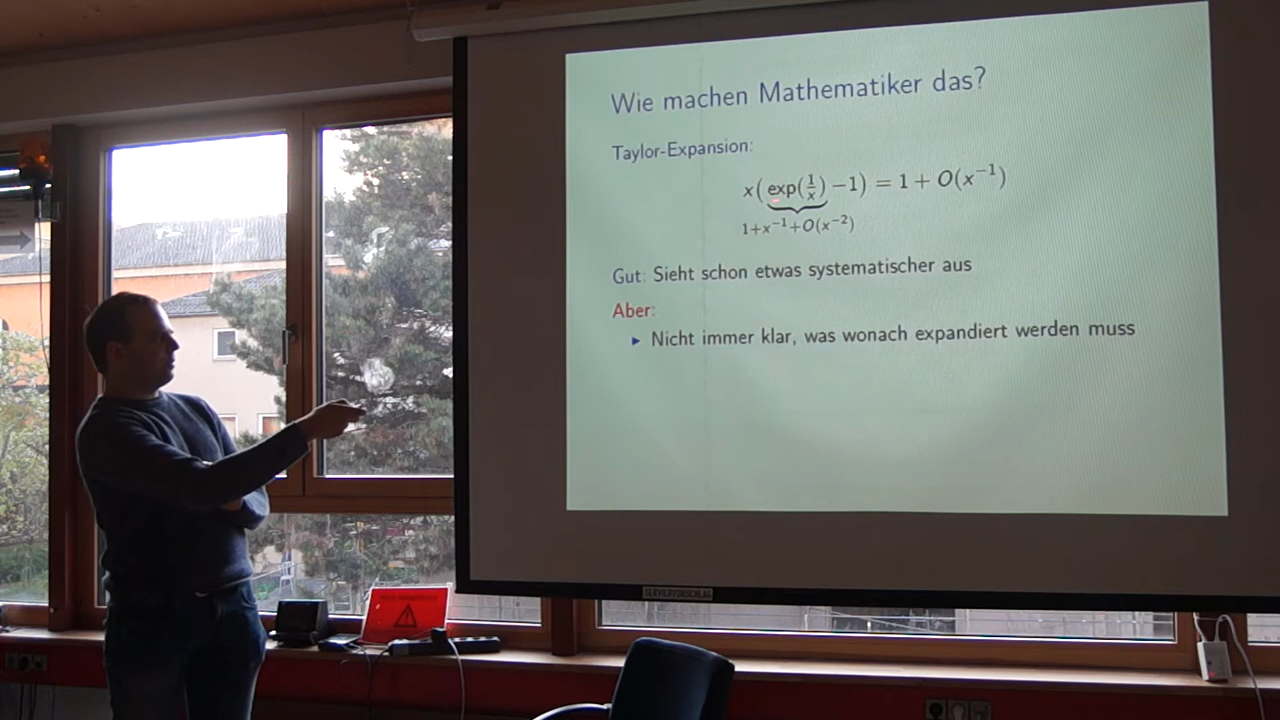 Wie machen Mathematiker das?
Taylor-Expansion:
x(exp(1/x) −1) = 1 + O(x⁻¹)
1+x⁻¹+O(x⁻²)
Gut: Sieht schon etwas systematischer aus
Aber:
▸ Nicht immer klar, was wonach expandiert werden muss
SERVIERVORSCHLAG